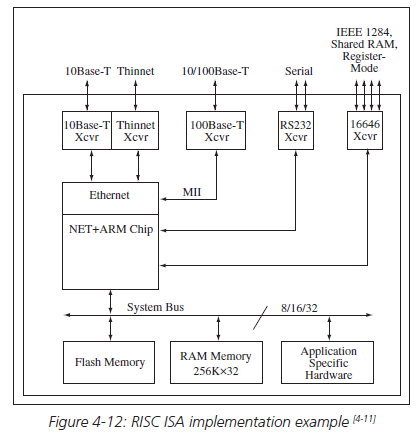 IEEE 1284,
Shared RAM,
Register-
Mode
10Base-T Thinnet 10/100Base-T Serial
10Base-T
Xcvr
Thinnet
Xcvr
100Base-T
Xcvr
RS232
Xcvr
16646
Xcvr
Ethernet
MII
NET+ARM Chip
System Bus
8/16/32
Flash Memory
RAM Memory
256K×32
Application
Specific
Hardware
Figure 4-12: RISC ISA implementation example [4-11]